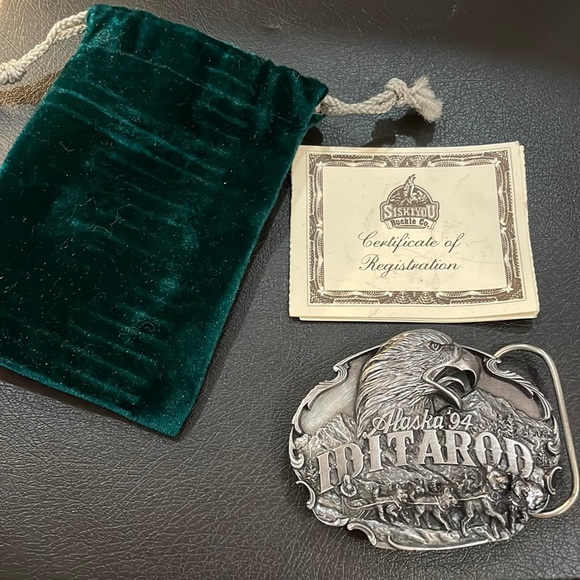 SISKIYOU
Buckle Co.
Certificate of
Registration
Alaska '94
IDITAROD